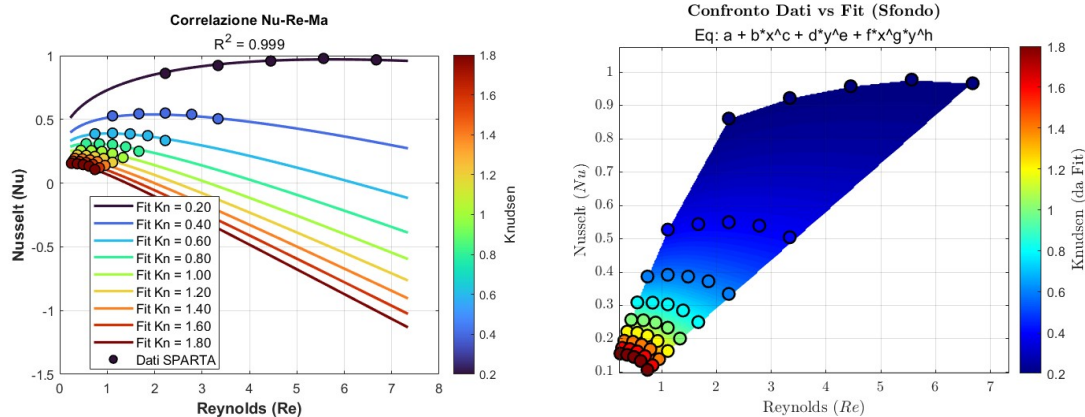 Correlazione Nu-Re-Ma
R² = 0.999
Nusselt (Nu)
1
0.5
0
-0.5
-1
-1.5
0
1
2
3
4
5
6
7
8
Reynolds (Re)
Fit Kn = 0.20
Fit Kn = 0.40
Fit Kn = 0.60
Fit Kn = 0.80
Fit Kn = 1.00
Fit Kn = 1.20
Fit Kn = 1.40
Fit Kn = 1.60
Fit Kn = 1.80
Dati SPARTA
1.8
1.6
1.4
1.2
1
0.8
0.6
0.4
0.2
Knudsen
Confronto Dati vs Fit (Sfondo)
Eq: a + b*x^c + d*y^e + f*x^g*y^h
Nusselt (Nu)
1
0.9
0.8
0.7
0.6
0.5
0.4
0.3
0.2
0.1
1
2
3
4
5
6
7
Reynolds (Re)
1.8
1.6
1.4
1.2
1
0.8
0.6
0.4
0.2
Knudsen (da Fit)